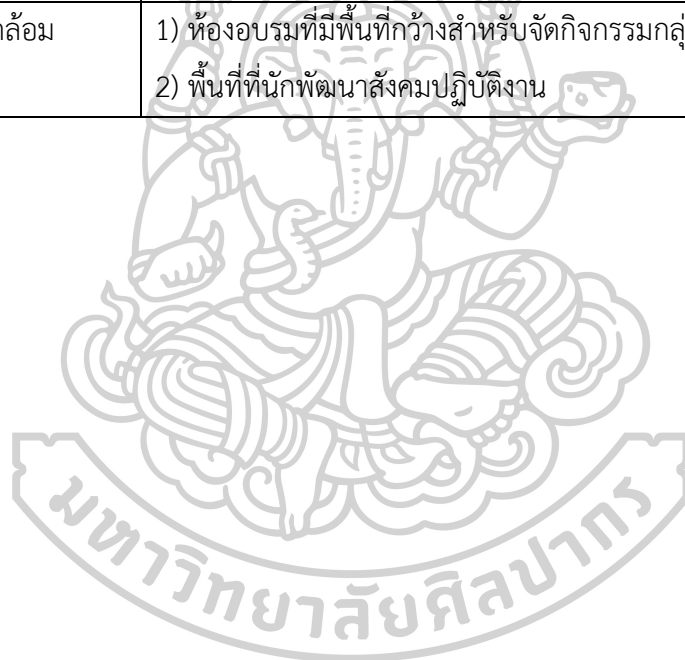 ล้อม
1) ห้องอบรมที่มีพื้นที่กว้างสำหรับจัดกิจกรรมกลุ่
2) พื้นที่ที่นักพัฒนาสังคมปฏิบัติงาน
มหาวิทยาลัยศิลปากร